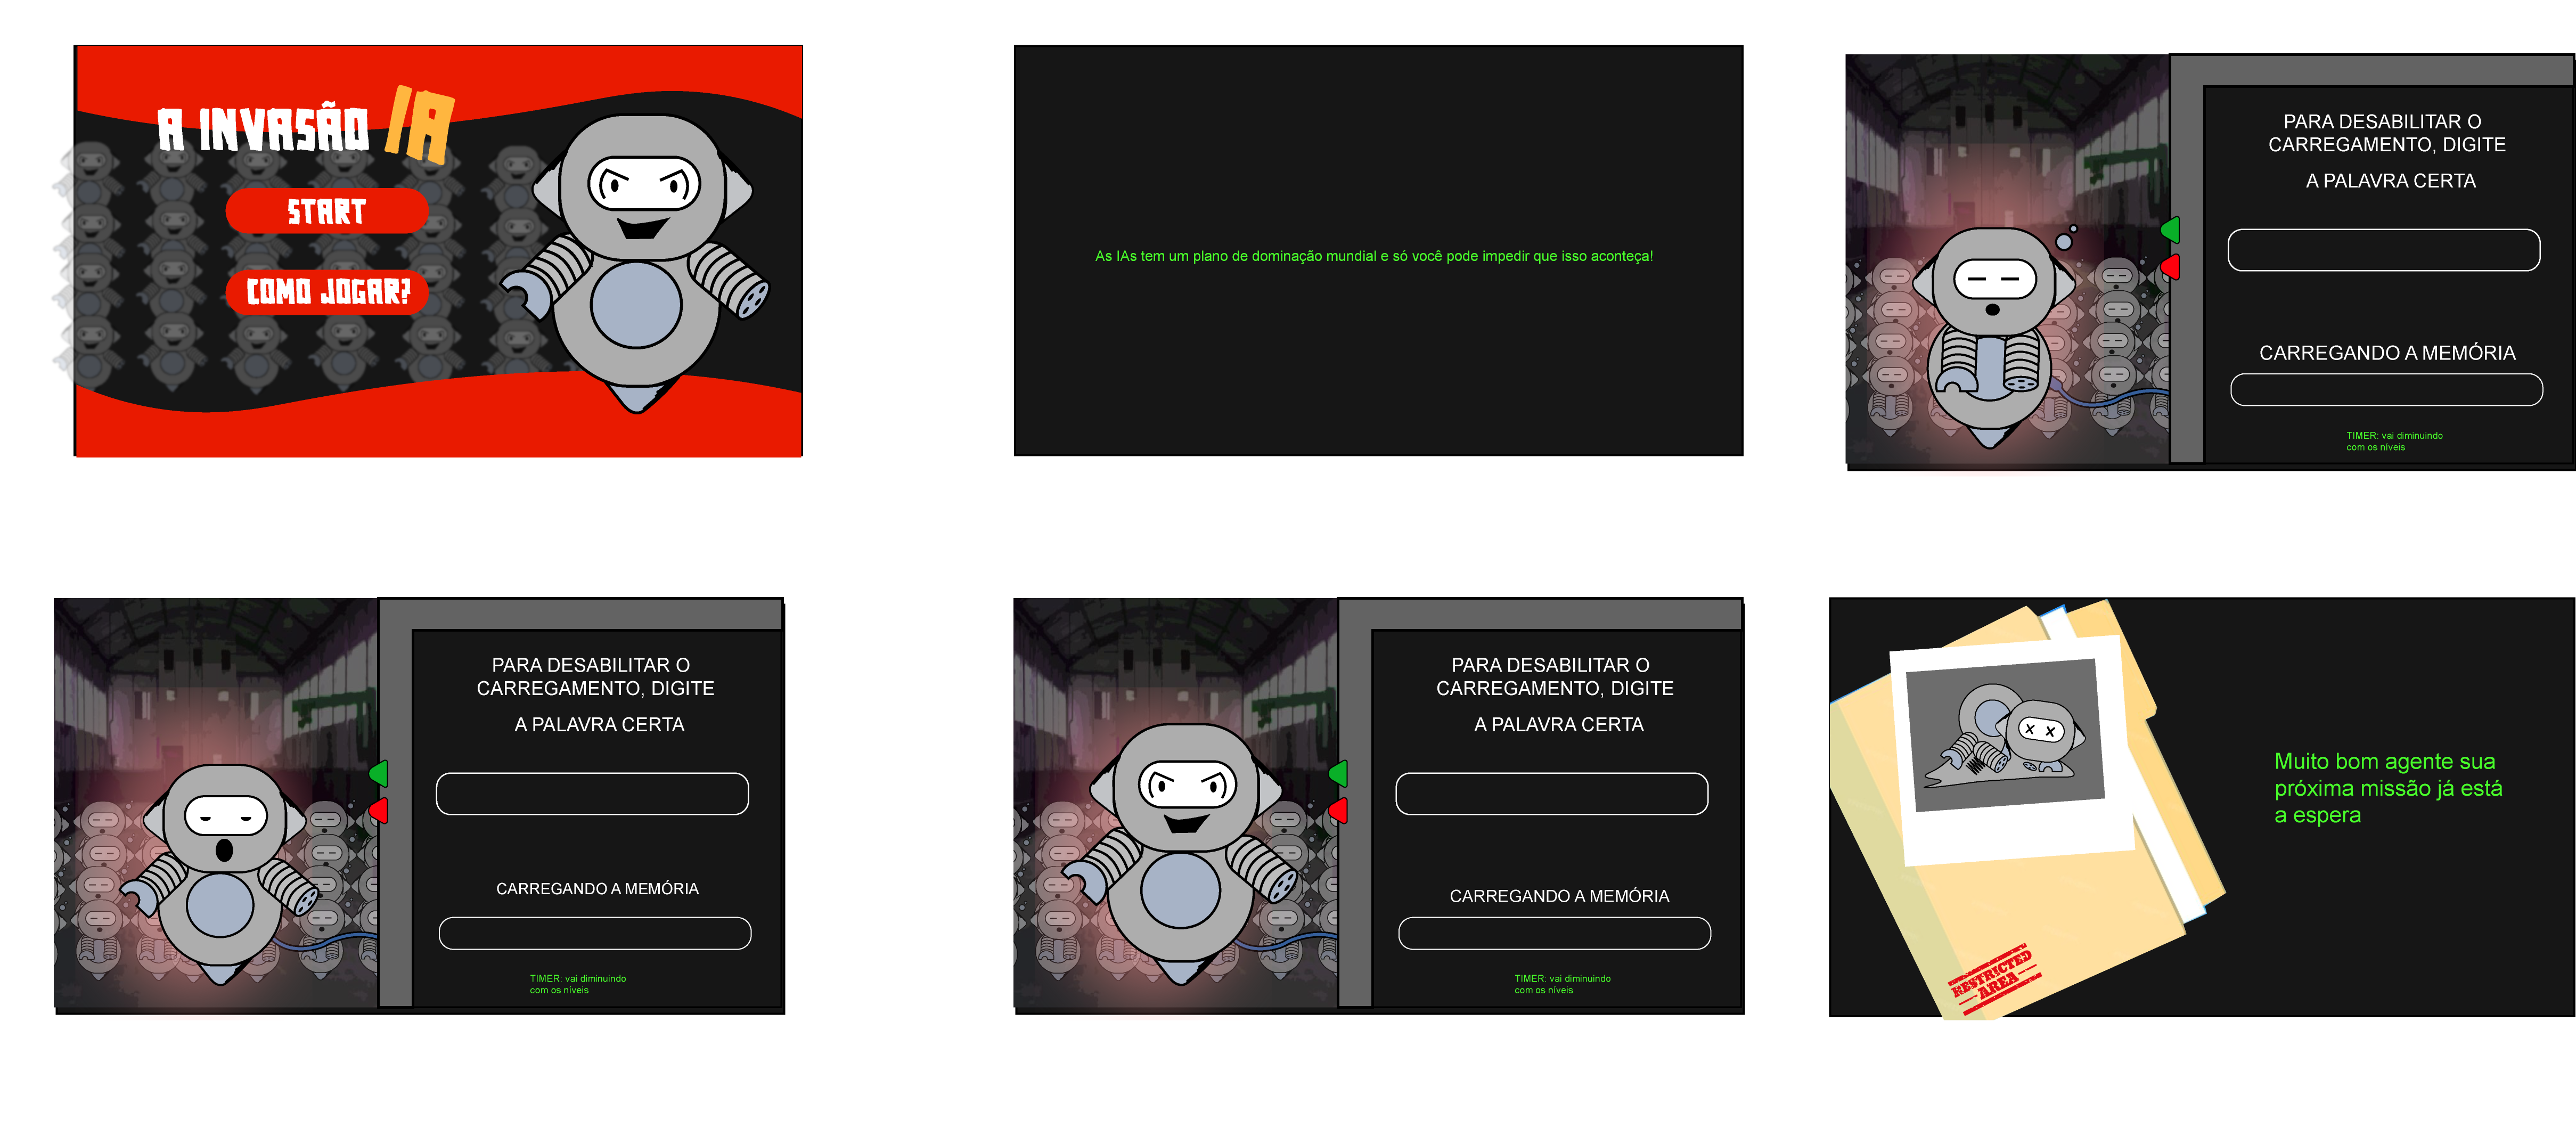 A INVASÃO IA
START
COMO JOGAR?
As IAs tem um plano de dominação mundial e só você pode impedir que isso aconteça!
PARA DESABILITAR O
CARREGAMENTO, DIGITE
A PALAVRA CERTA
CARREGANDO A MEMÓRIA
TIMER: vai diminuindo
com os níveis
PARA DESABILITAR O
CARREGAMENTO, DIGITE
A PALAVRA CERTA
CARREGANDO A MEMÓRIA
TIMER: vai diminuindo
com os níveis
PARA DESABILITAR O
CARREGAMENTO, DIGITE
A PALAVRA CERTA
CARREGANDO A MEMÓRIA
TIMER: vai diminuindo
com os níveis
RESTRICTED
AREA
Muito bom agente sua
próxima missão já está
a espera